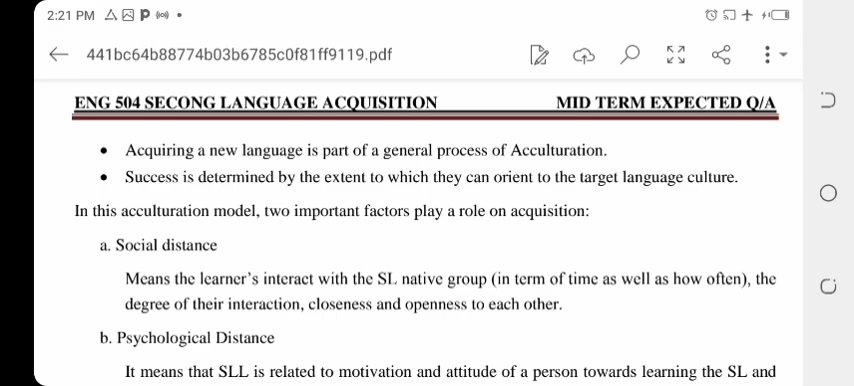 2:21 PM
441bc64b88774b03b6785c0f81ff9119.pdf
ENG 504 SECONG LANGUAGE ACQUISITION MID TERM EXPECTED Q/A
• Acquiring a new language is part of a general process of Acculturation.
• Success is determined by the extent to which they can orient to the target language culture.
In this acculturation model, two important factors play a role on acquisition:
a. Social distance
Means the learner's interact with the SL native group (in term of time as well as how often), the
degree of their interaction, closeness and openness to each other.
b. Psychological Distance
It means that SLL is related to motivation and attitude of a person towards learning the SL and